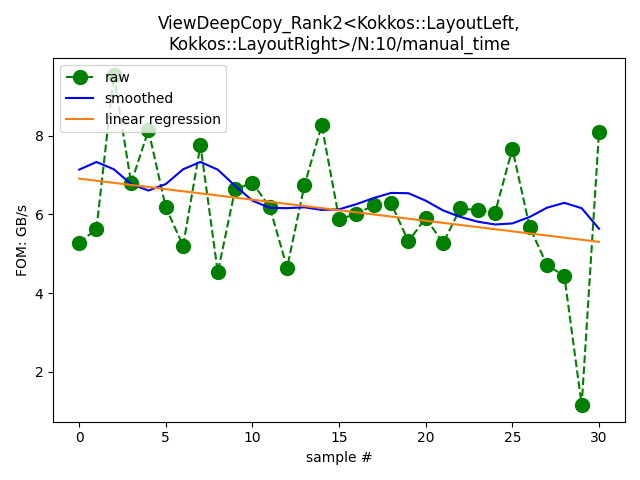 ViewDeepCopy_Rank2<Kokkos::LayoutLeft,
Kokkos::LayoutRight>/N:10/manual_time
raw
smoothed
linear regression
FOM: GB/s
8
6
4
2
0
5
10
15
20
25
30
sample #